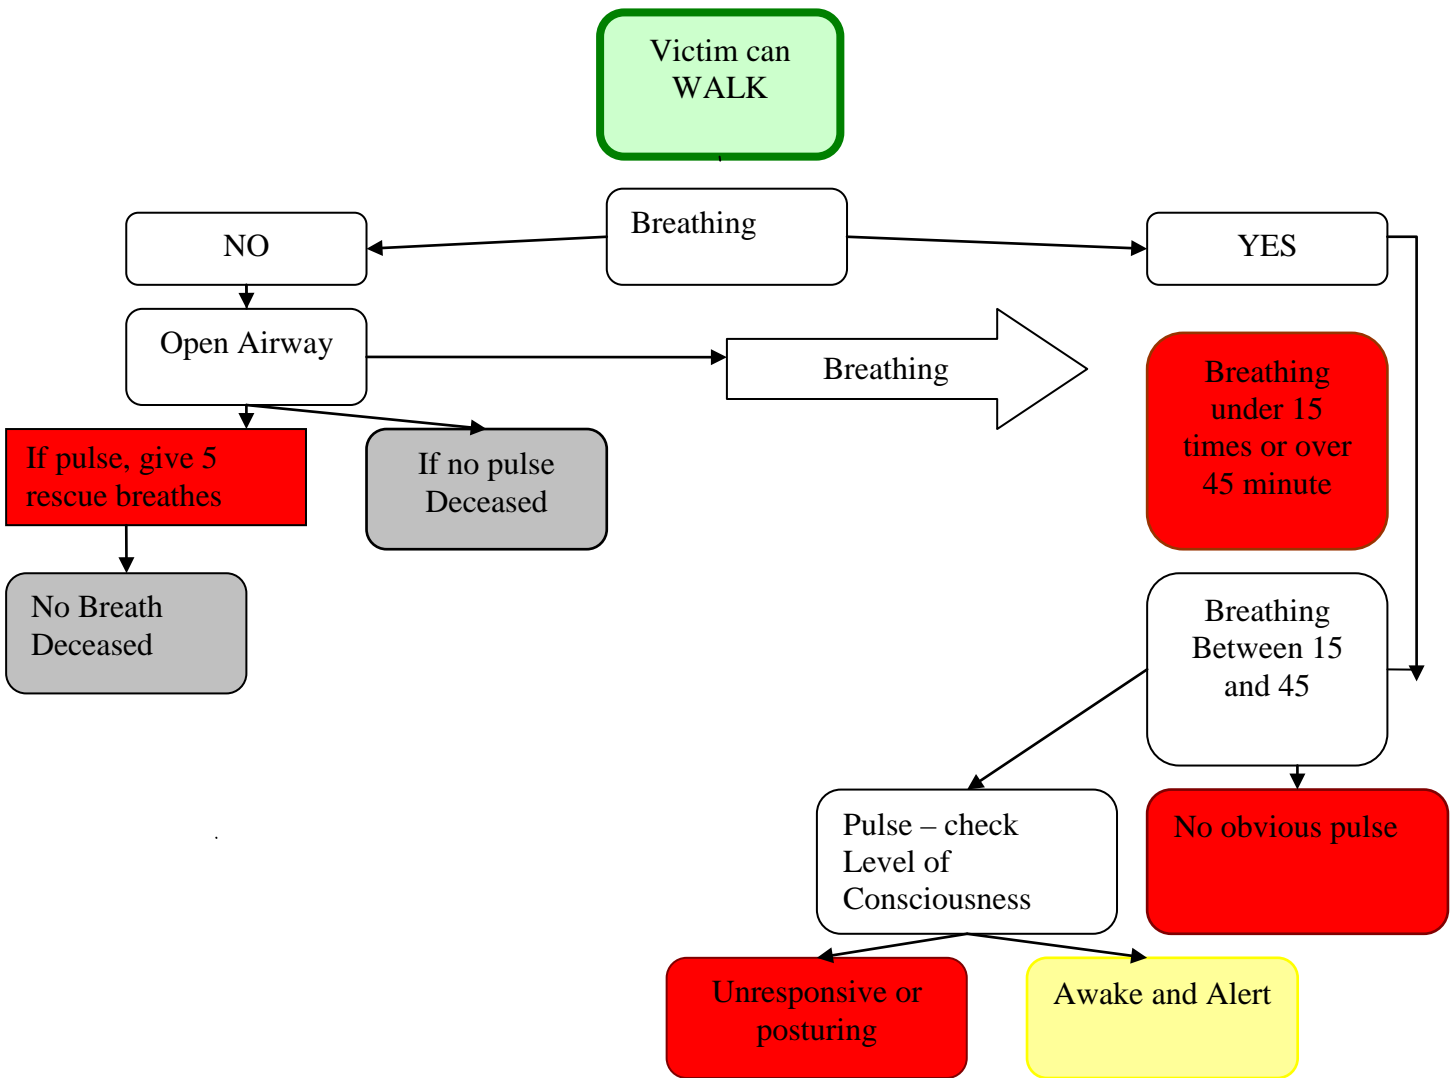 Victim can
WALK
Breathing
NO
YES
Open Airway
Breathing
Breathing
under 15
times or over
45 minute
If pulse, give 5
rescue breathes
If no pulse
Deceased
No Breath
Deceased
Breathing
Between 15
and 45
Pulse – check
Level of
Consciousness
No obvious pulse
Unresponsive or
posturing
Awake and Alert